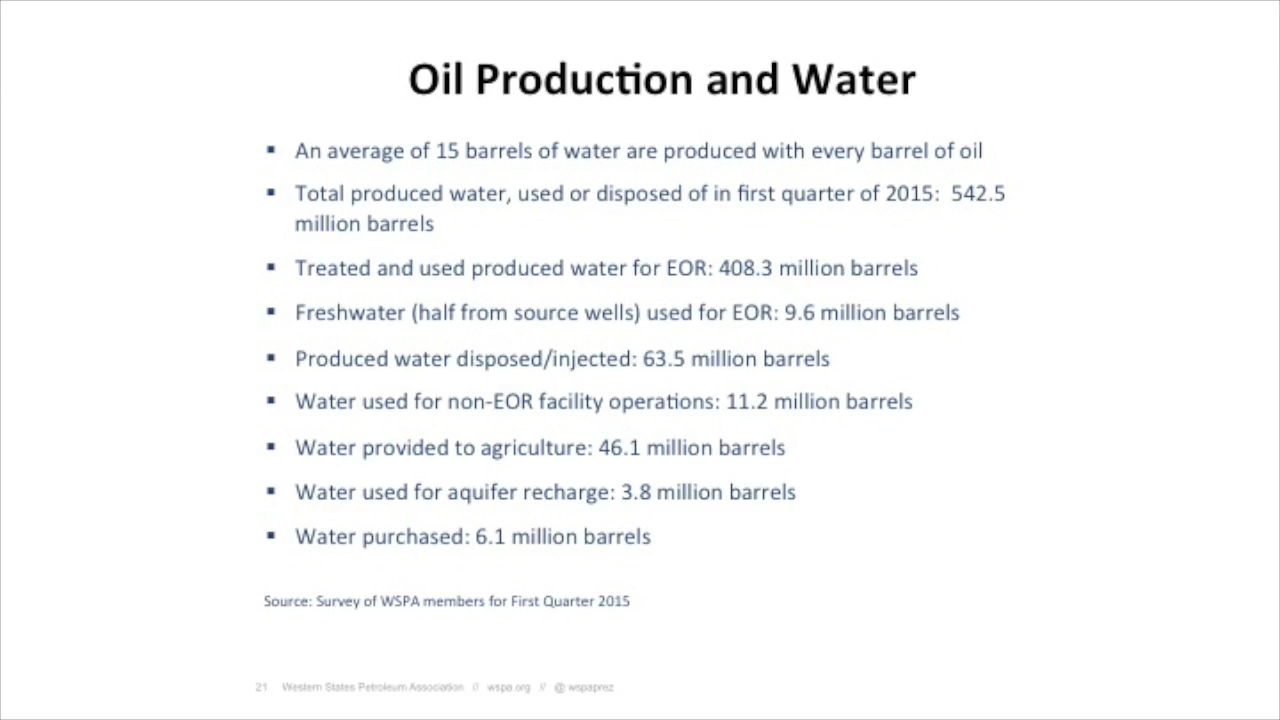 Oil Production and Water
▪ An average of 15 barrels of water are produced with every barrel of oil
▪ Total produced water, used or disposed of in first quarter of 2015:  542.5
million barrels
▪ Treated and used produced water for EOR: 408.3 million barrels
▪ Freshwater (half from source wells) used for EOR: 9.6 million barrels
▪ Produced water disposed/injected: 63.5 million barrels
▪ Water used for non-EOR facility operations: 11.2 million barrels
▪ Water provided to agriculture: 46.1 million barrels
▪ Water used for aquifer recharge: 3.8 million barrels
▪ Water purchased: 6.1 million barrels
Source: Survey of WSPA members for First Quarter 2015
21 Western States Petroleum Association // wspa.org // @wspaprez